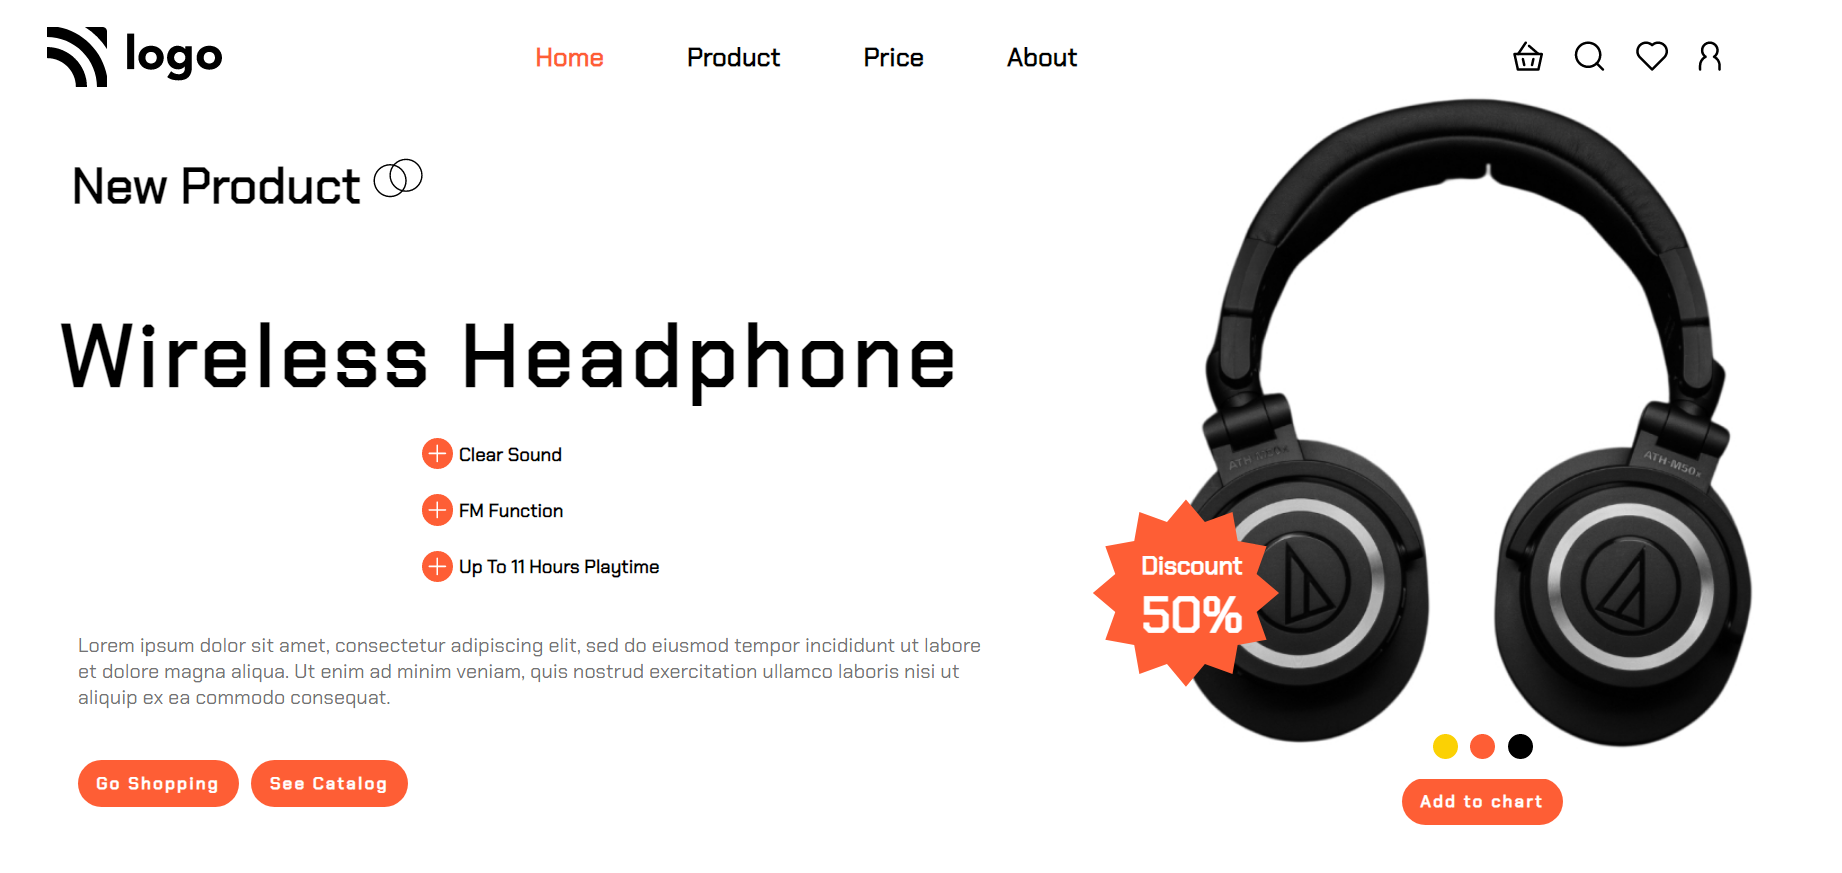 logo
Home Product Price About
New Product
Wireless Headphone
Clear Sound
FM Function
Up To 11 Hours Playtime
Lorem ipsum dolor sit amet, consectetur adipiscing elit, sed do eiusmod tempor incididunt ut labore
et dolore magna aliqua. Ut enim ad minim veniam, quis nostrud exercitation ullamco laboris nisi ut
aliquip ex ea commodo consequat.
Go Shopping See Catalog
ATH-M50x
ATH-M50x
Discount
50%
Add to chart